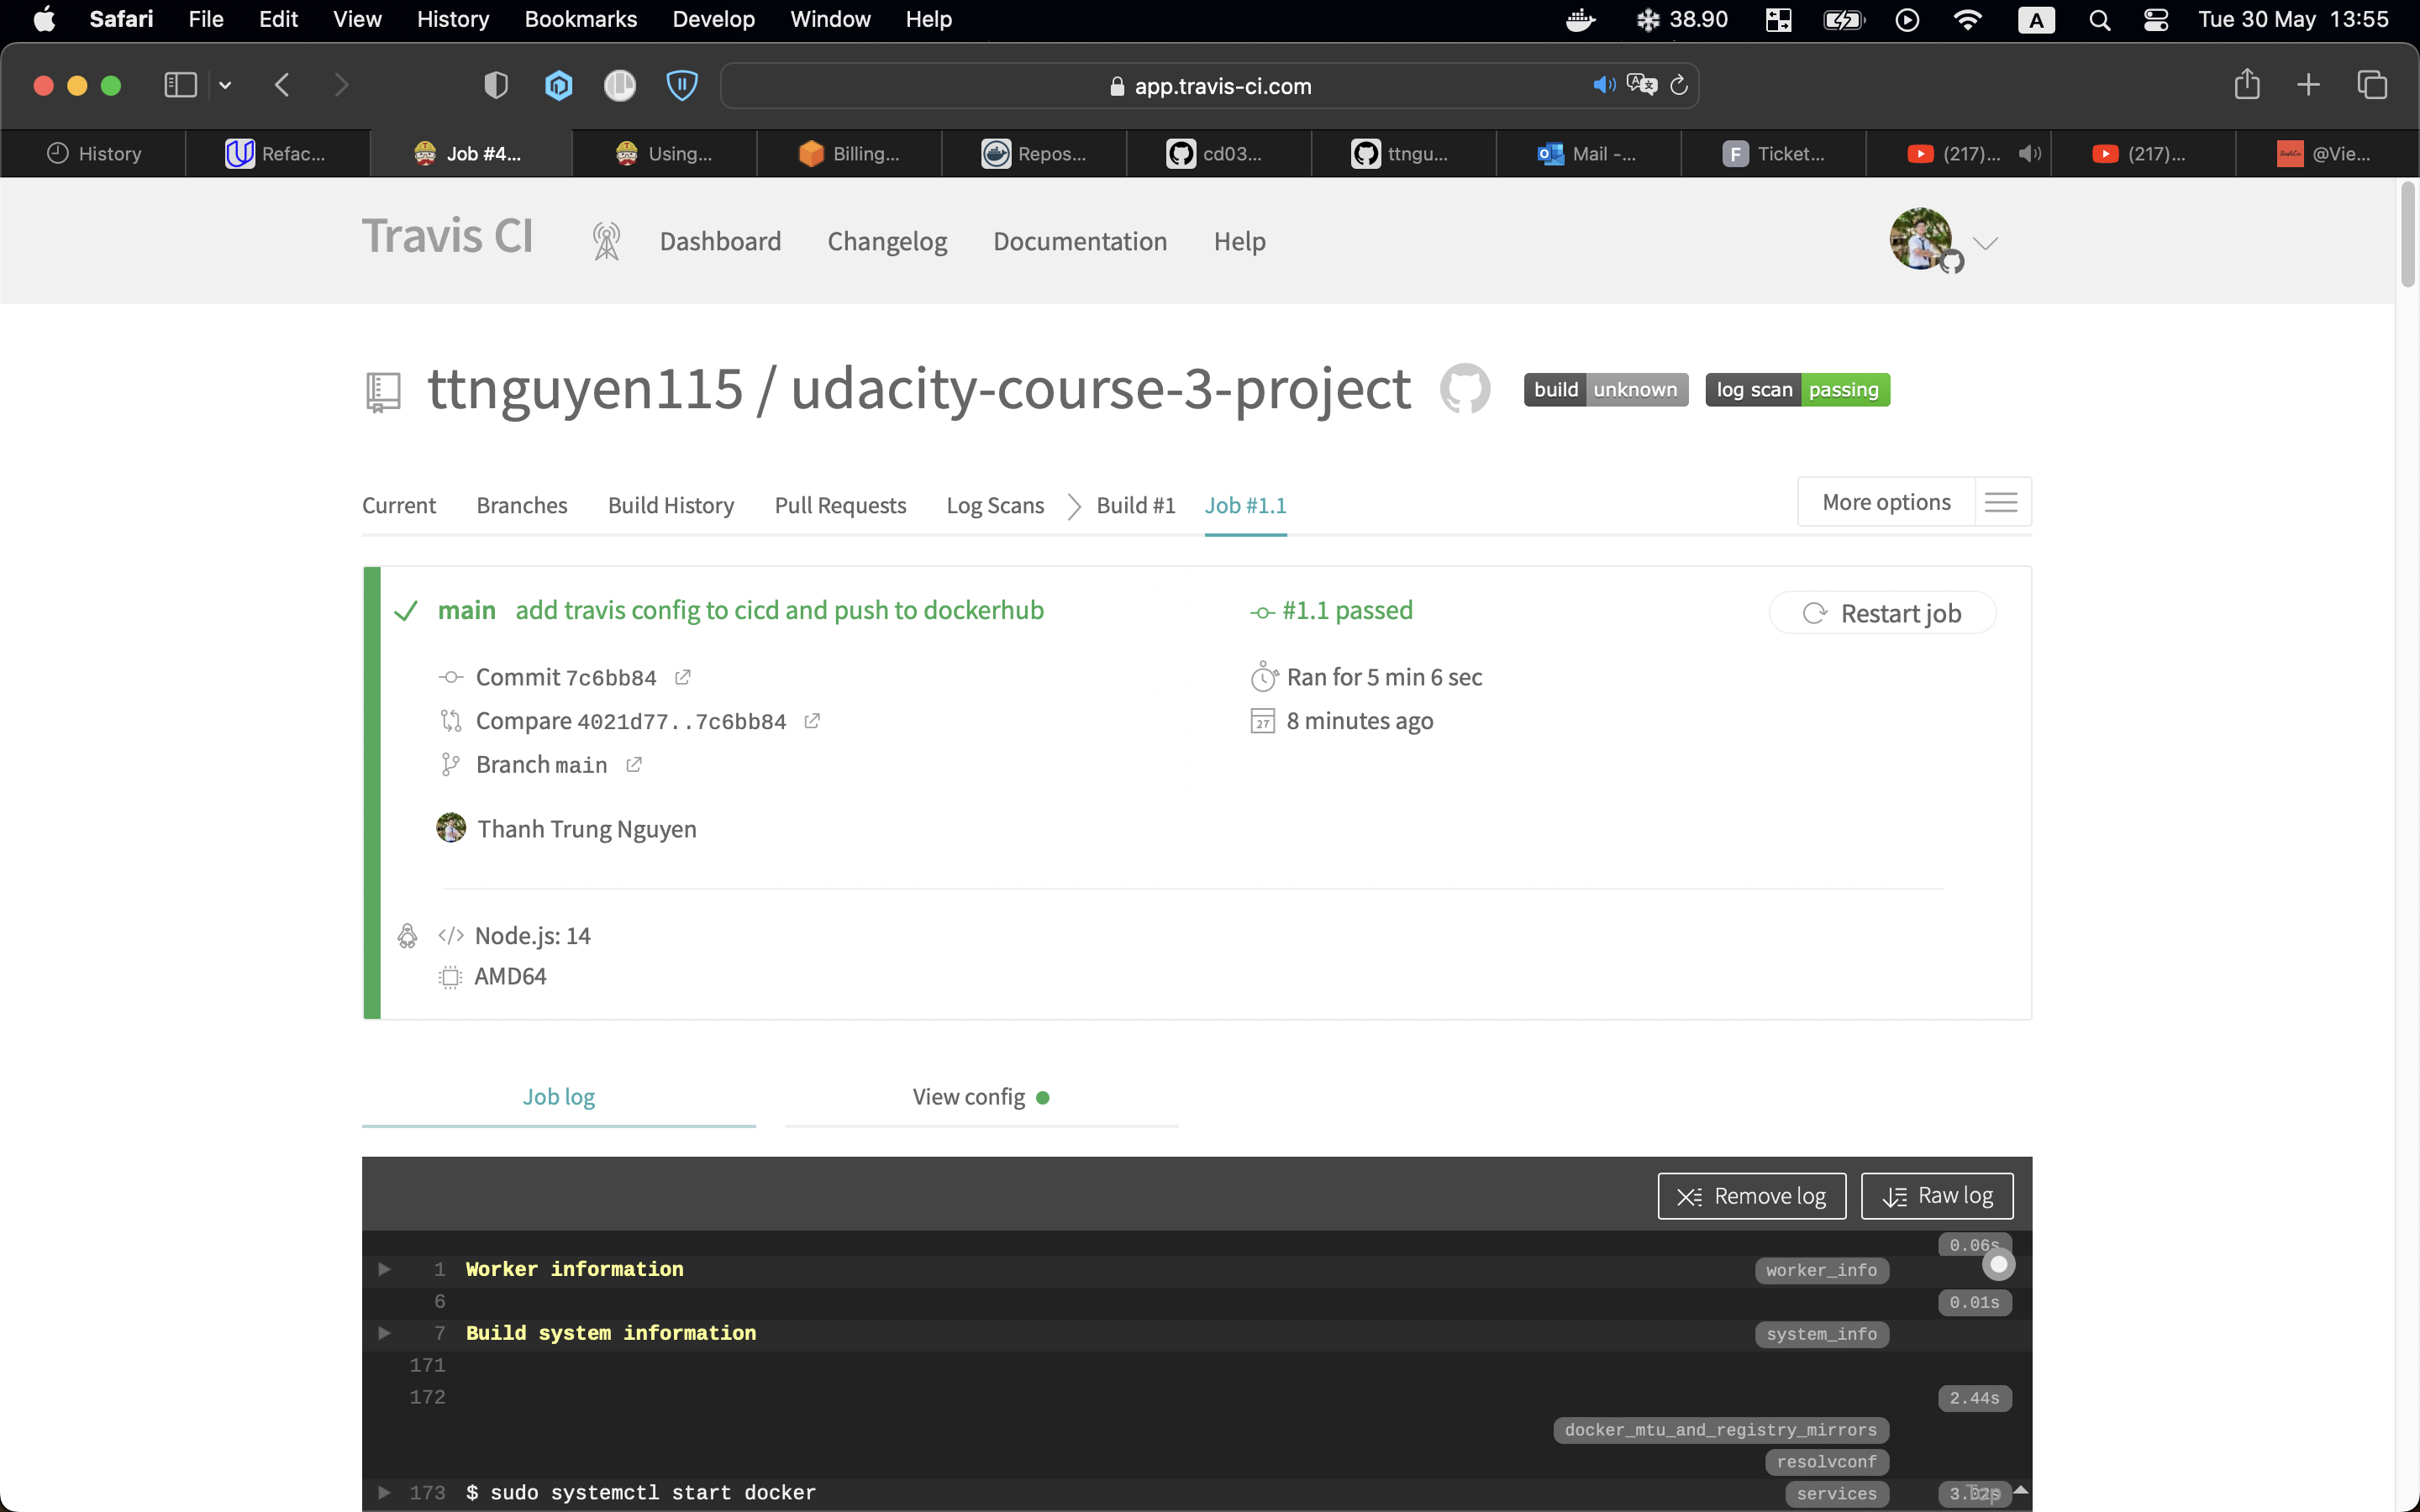 Safari File Edit View History Bookmarks Develop Window Help 38.90 A Tue 30 May 13:55
app.travis-ci.com
History Refac... Job #4... Using... Billing... Repos... cd03... ttngu... Mail -... F Ticket... (217)... (217)... @Vie...
Travis CI Dashboard Changelog Documentation Help
ttnguyen115 / udacity-course-3-project build unknown log scan passing
Current Branches Build History Pull Requests Log Scans Build #1 Job #1.1 More options
main add travis config to cicd and push to dockerhub #1.1 passed Restart job
Commit 7c6bb84 Ran for 5 min 6 sec
Compare 4021d77..7c6bb84 27 8 minutes ago
Branch main
Thanh Trung Nguyen
</> Node.js: 14
AMD64
Job log View config
Remove log Raw log
0.06s
1 Worker information worker_info
6 0.01s
7 Build system information system_info
171
172 2.44s
docker_mtu_and_registry_mirrors
resolvconf
173 $ sudo systemctl start docker services Top